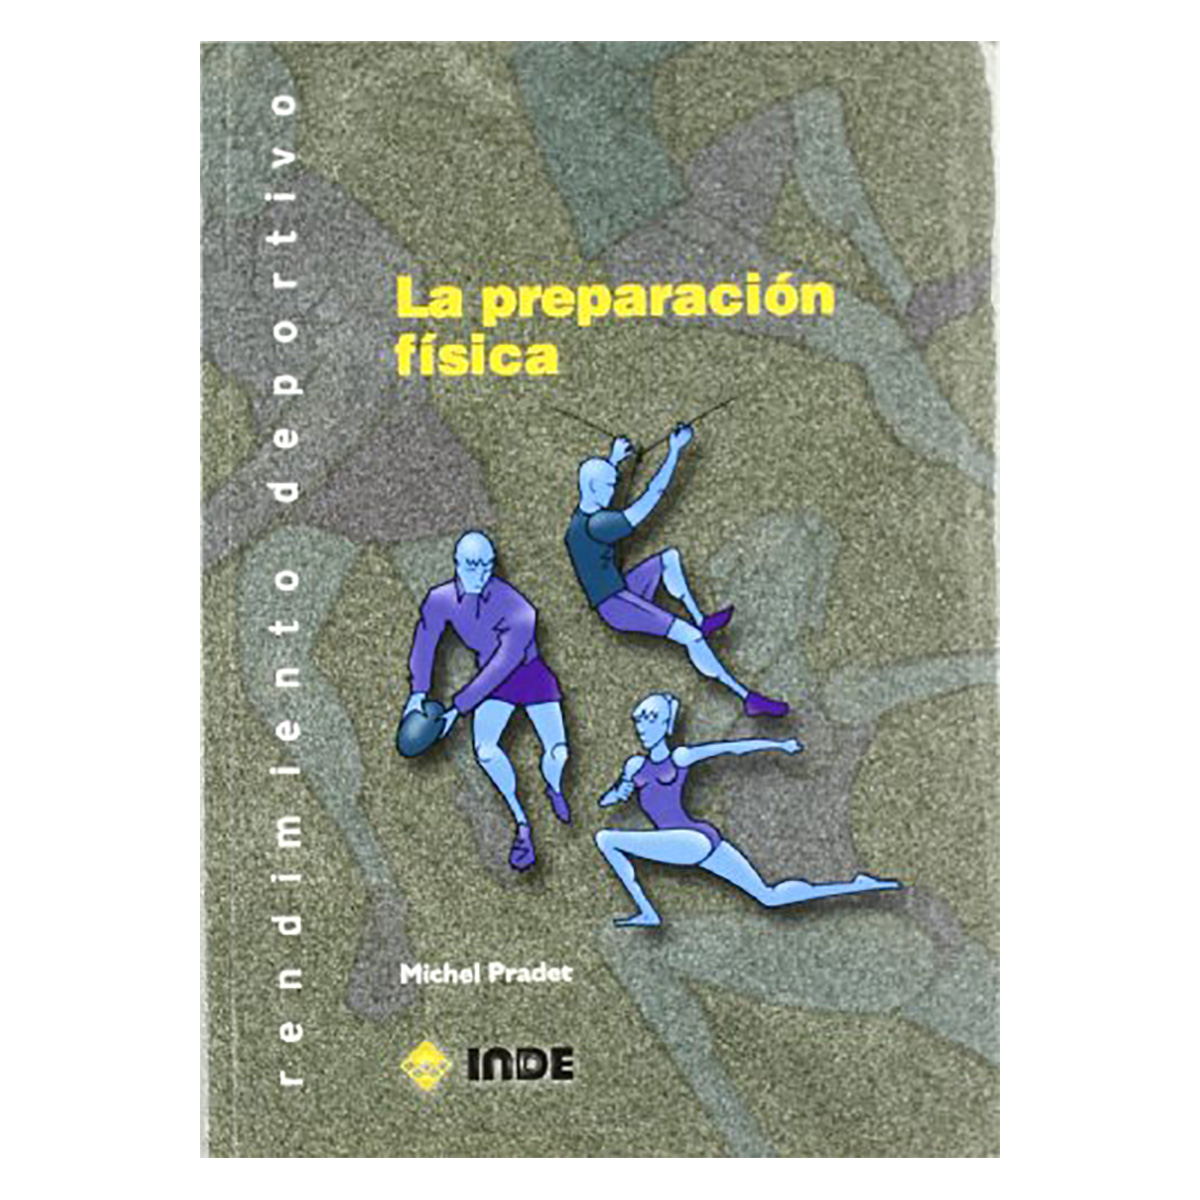 rendimiento deportivo
La preparación
física
Michel Pradet
INDE